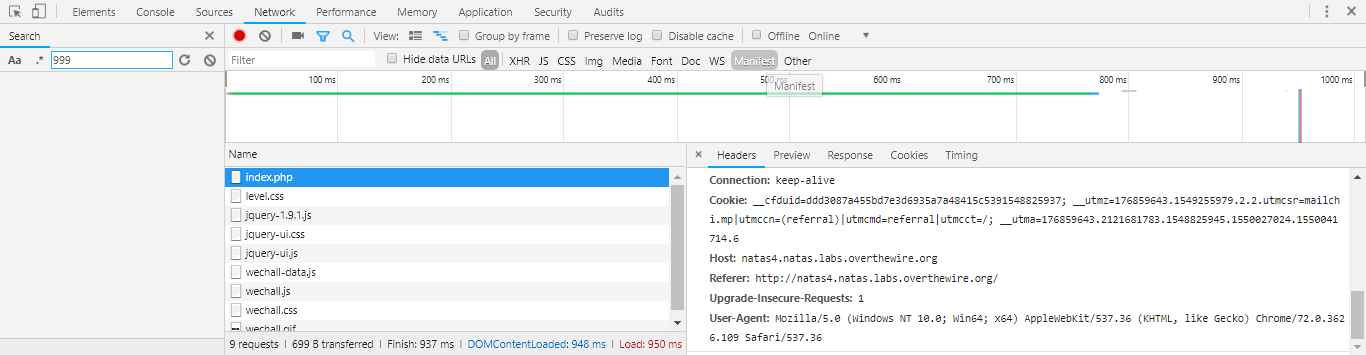 Elements Console Sources Network Performance Memory Application Security Audits
Search
View: Group by frame Preserve log Disable cache Offline Online
Aa .* 999
Filter Hide data URLs All XHR JS CSS Img Media Font Doc WS Manifest Other
100 ms 200 ms 300 ms 400 ms 500 ms 600 ms 700 ms 800 ms 900 ms 1000 ms
Manifest
Name
Headers Preview Response Cookies Timing
index.php
level.css
jquery-1.9.1.js
jquery-ui.css
jquery-ui.js
wechall-data.js
wechall.js
wechall.css
wechall.gif
Connection: keep-alive
Cookie: __cfduid=ddd3087a455bd7e3d6935a7a48415c5391548825937; __utmz=176859643.1549255979.2.2.utmcsr=mailch
i.mp|utmccn=(referral)|utmcmd=referral|utmcct=/; __utma=176859643.2121681783.1548825945.1550027024.1550041
714.6
Host: natas4.natas.labs.overthewire.org
Referer: http://natas4.natas.labs.overthewire.org/
Upgrade-Insecure-Requests: 1
User-Agent: Mozilla/5.0 (Windows NT 10.0; Win64; x64) AppleWebKit/537.36 (KHTML, like Gecko) Chrome/72.0.362
6.109 Safari/537.36
9 requests | 699 B transferred | Finish: 937 ms | DOMContentLoaded: 948 ms | Load: 950 ms